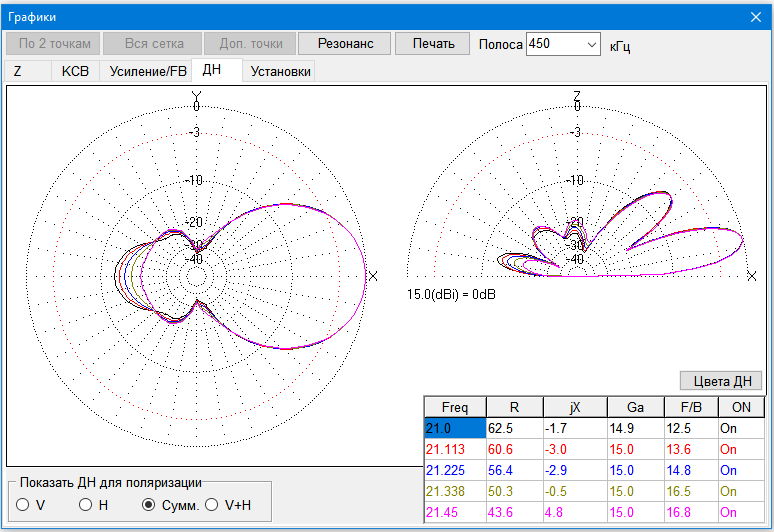 Графики
По 2 точкам Вся сетка Доп. точки Резонанс Печать Полоса 450 кГц
Z КСВ Усиление/FB ДН Установки
Y Z
0 0
-3 -3
-10 -10
-20 -20
-30 -30
-40 -40
X X
15.0(dBi) = 0dB
Цвета ДН
Freq R jX Ga F/B ON
21.0 62.5 -1.7 14.9 12.5 On
21.113 60.6 -3.0 15.0 13.6 On
21.225 56.4 -2.9 15.0 14.8 On
21.338 50.3 -0.5 15.0 16.5 On
21.45 43.6 4.8 15.0 16.8 On
Показать ДН для поляризации
V H Сумм. V+H